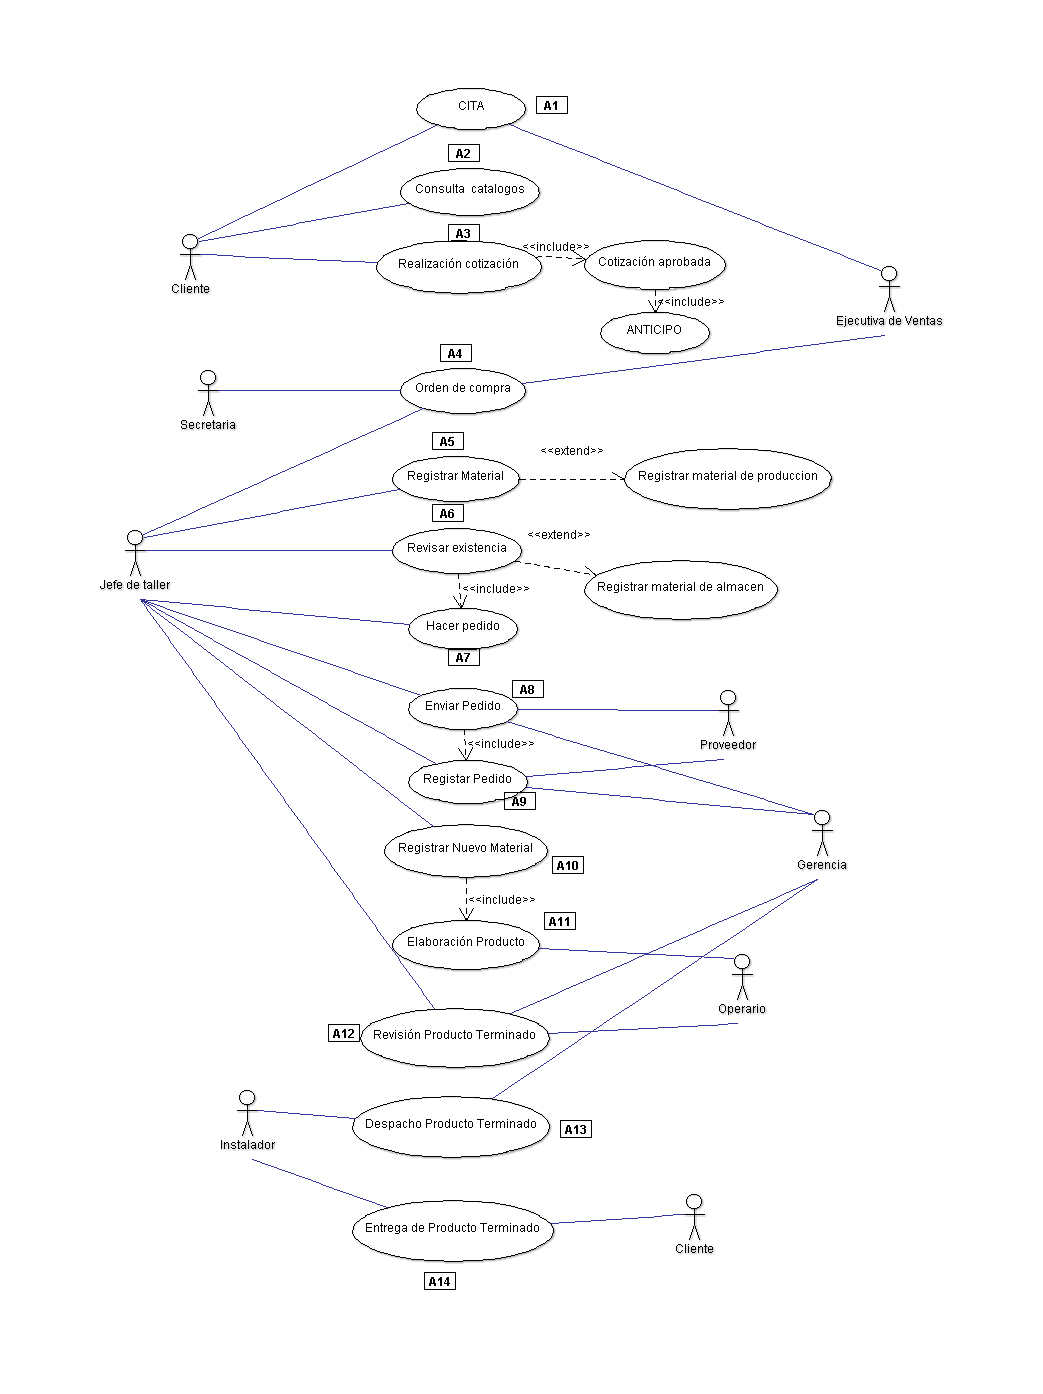 CITA
A1
A2
Consulta catalogos
A3
<<include>>
Realización cotización
Cotización aprobada
Cliente
<<include>>
Ejecutiva de Ventas
ANTICIPO
A4
Orden de compra
Secretaria
A5
<<extend>>
Registrar Material
Registrar material de produccion
A6
<<extend>>
Revisar existencia
Jefe de taller
<<include>>
Registrar material de almacen
Hacer pedido
A7
A8
Enviar Pedido
<<include>>
Proveedor
Registar Pedido
A9
Registrar Nuevo Material
A10
Gerencia
<<include>>
A11
Elaboración Producto
Operario
A12
Revisión Producto Terminado
Despacho Producto Terminado
A13
Instalador
Entrega de Producto Terminado
Cliente
A14